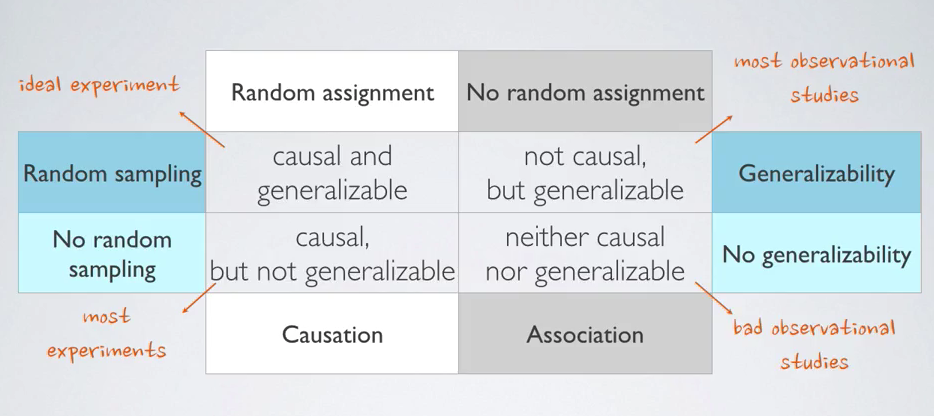 ideal experiment
most observational
studies
Random assignment
No random assignment
Random sampling
causal and
generalizable
not causal,
but generalizable
Generalizability
No random
sampling
causal,
but not generalizable
neither causal
nor generalizable
No generalizability
most
experiments
Causation
Association
bad observational
studies